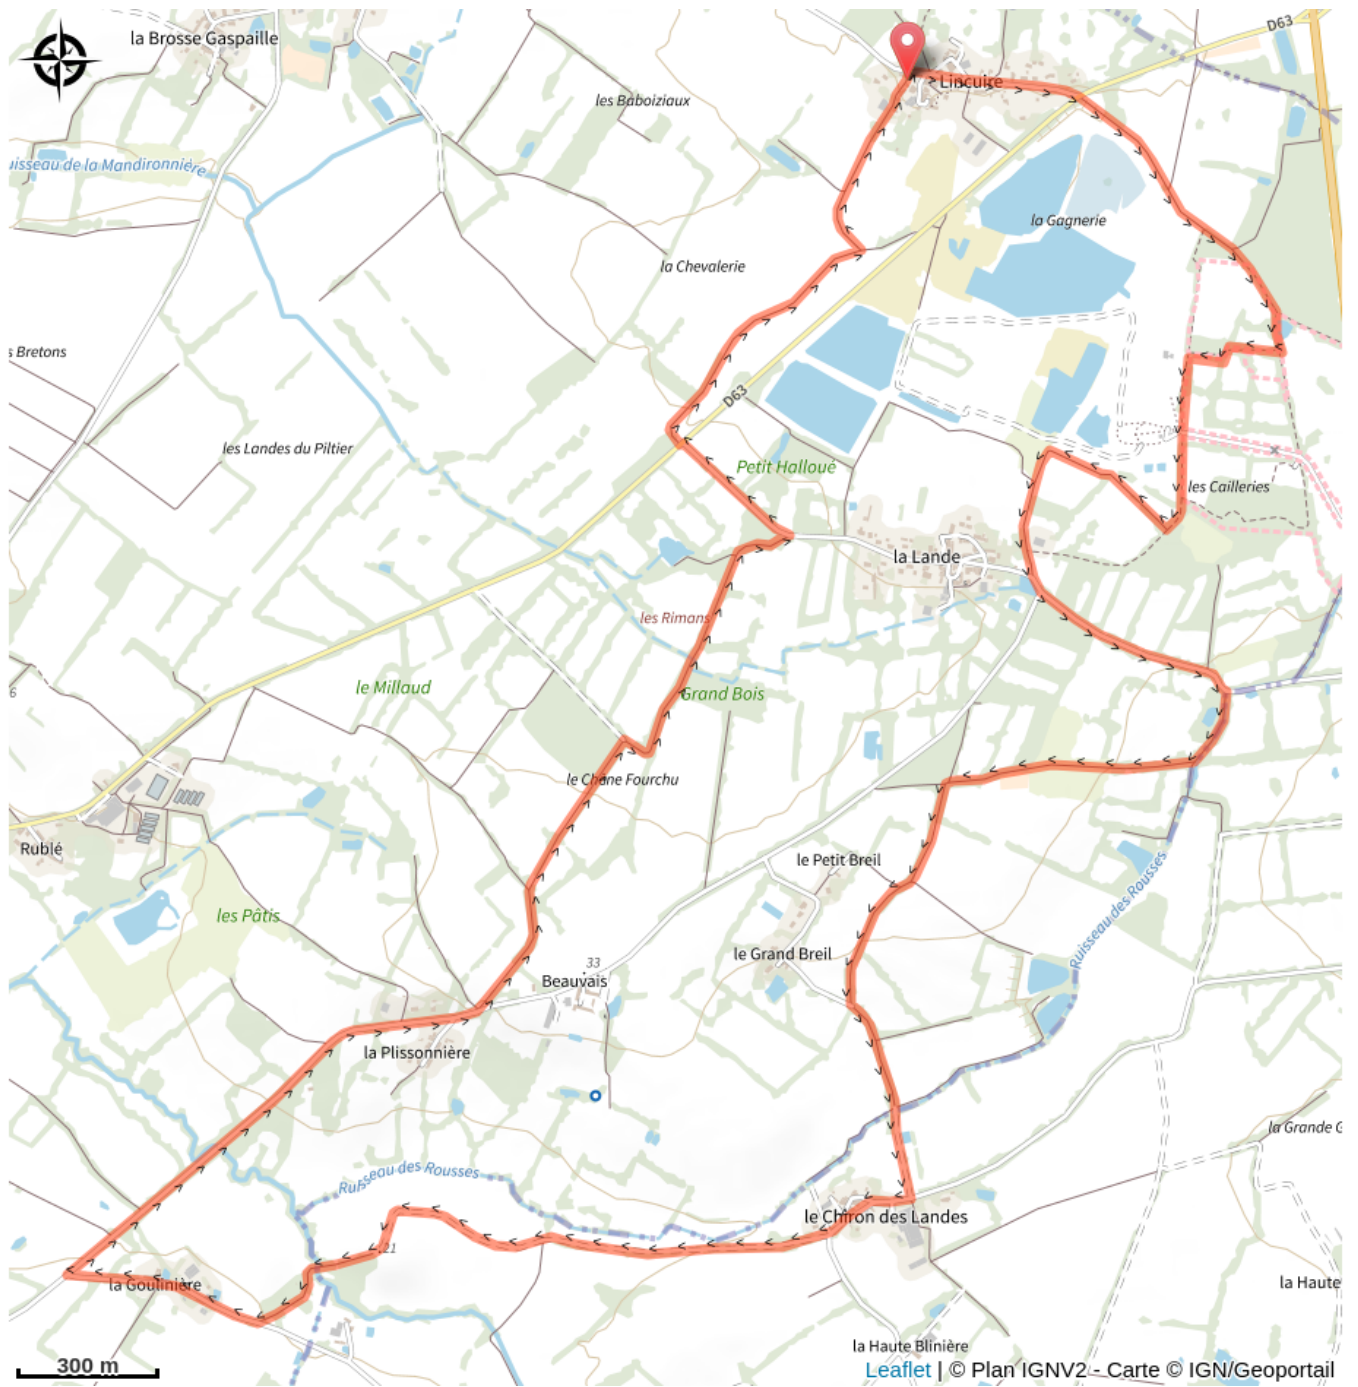 la Brosse Gaspaille
D63
Lincuire
les Baboiziaux
uisseau de la Mandironnière
la Gagnerie
la Chevalerie
s Bretons
D63
les Landes du Piltier
Petit Halloué
les Cailleries
la Lande
les Rimans
le Millaud
Grand Bois
6
le Chêne Fourchu
Rublé
le Petit Breil
les Pâtis
Ruisseau des Rousses
le Grand Breil
33
Beauvais
la Plissonnière
la Grande G
Ruisseau des Rousses
le Chiron des Landes
21
la Goulinière
la Haute
la Haute Blinière
300 m
Leaflet | © Plan IGNV2 - Carte © IGN/Geoportail